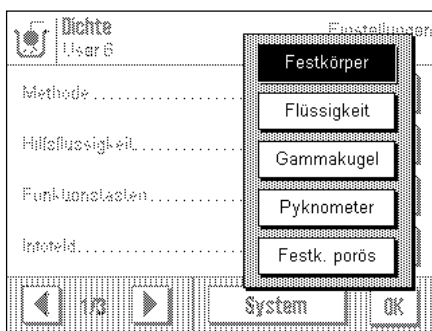 Dichte
User 6
Einstellungen
Methode
Hilfsflüssigkeit
Funktionstasten
Infofeld
Festkörper
Flüssigkeit
Gammakugel
Pyknometer
Festk. porös
1/3
System
OK